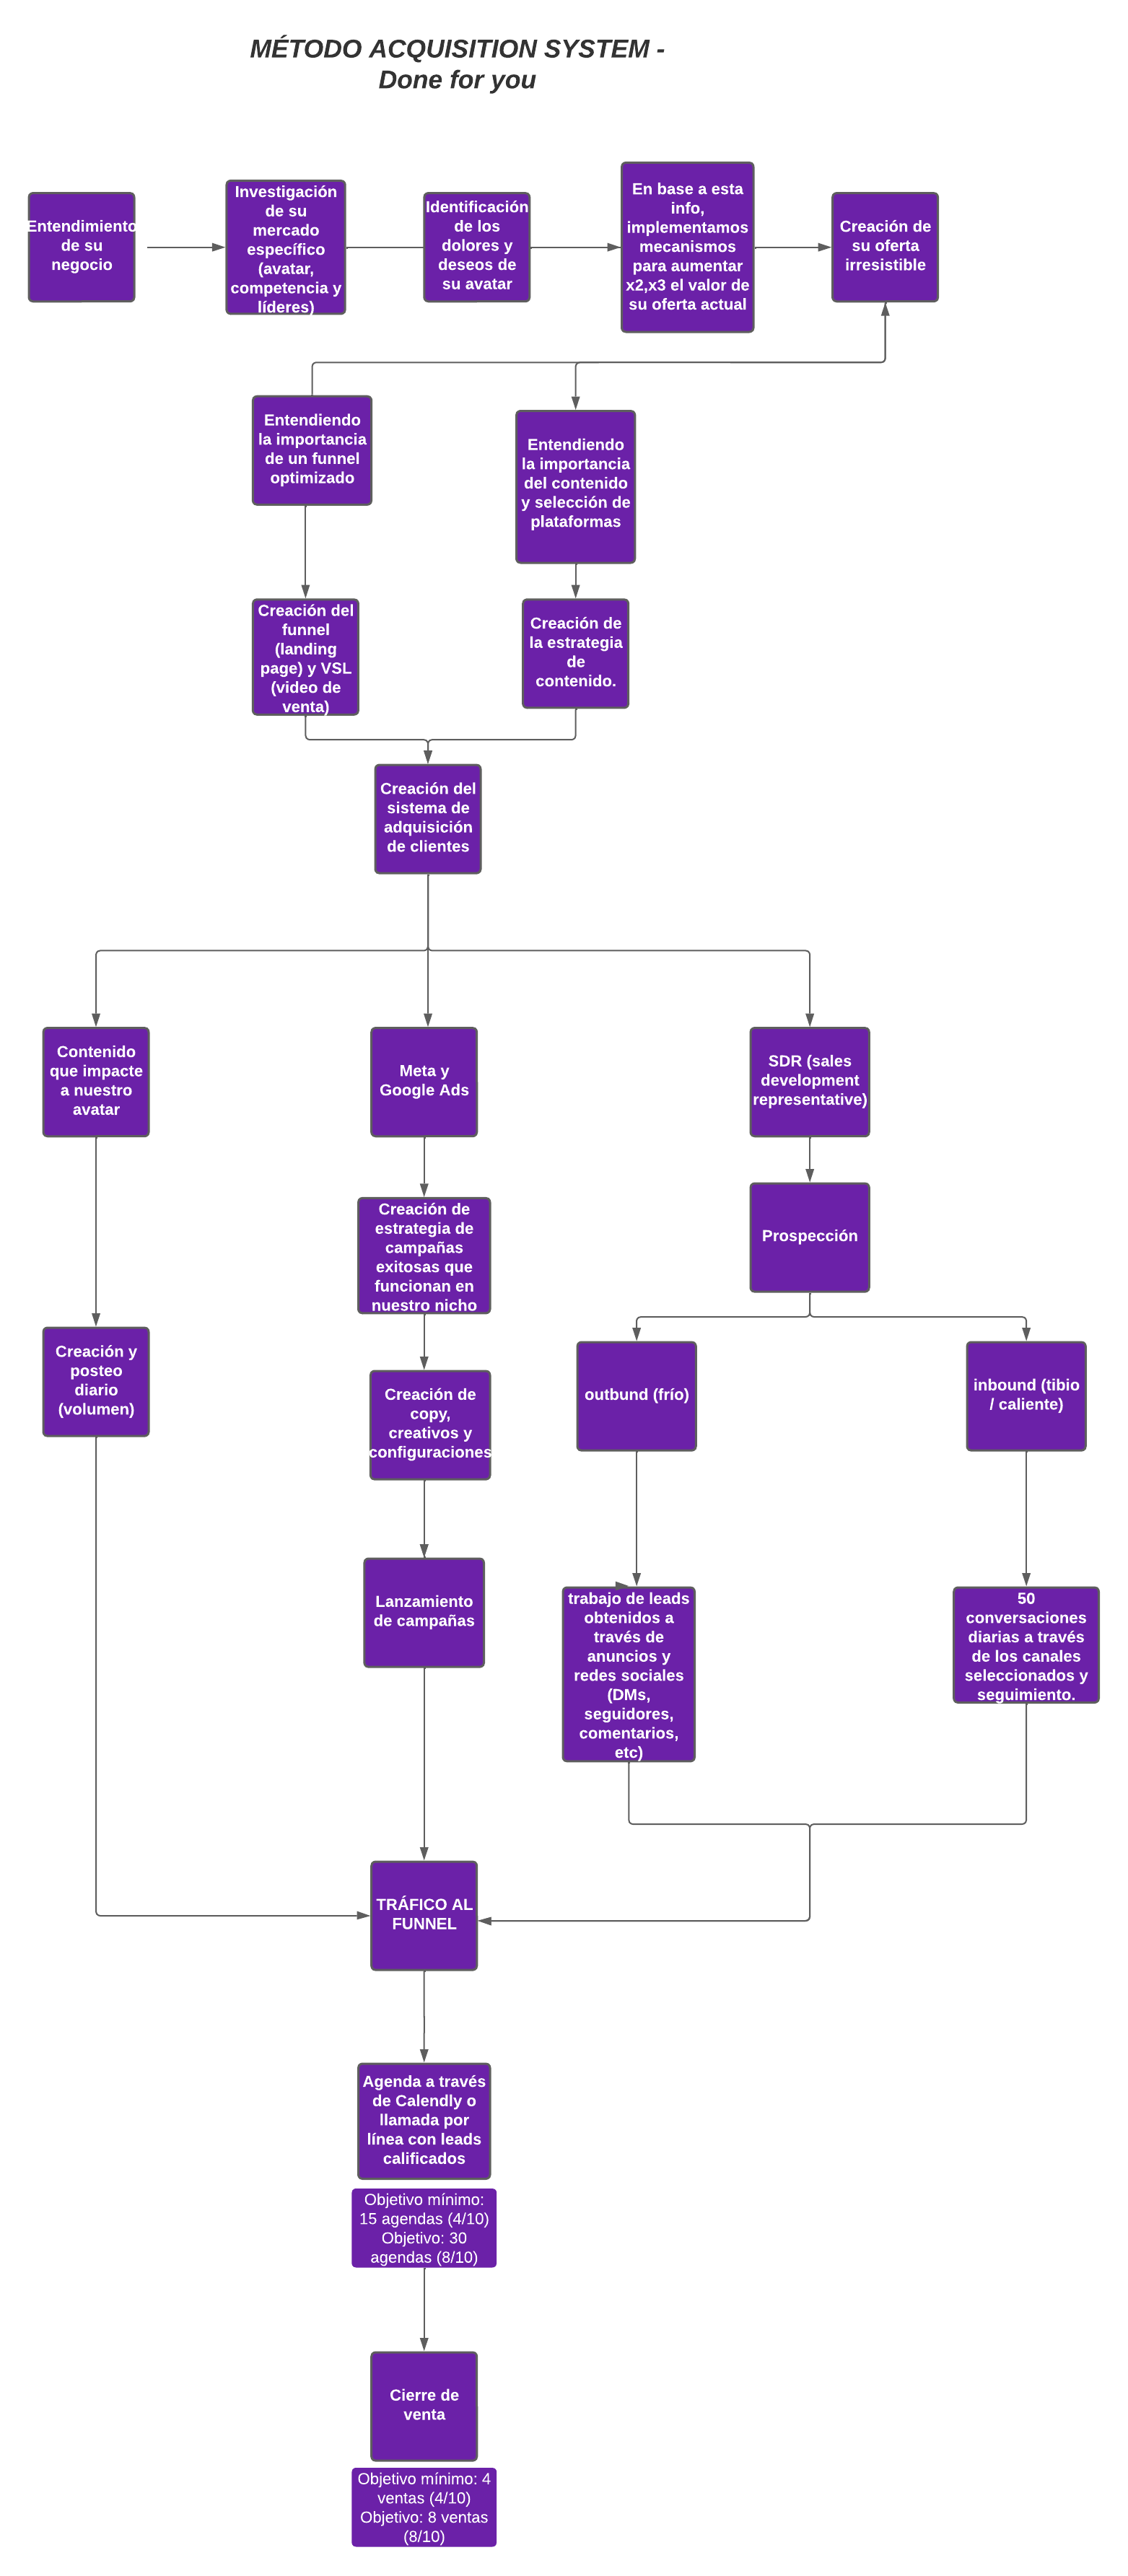 MÉTODO ACQUISITION SYSTEM -
Done for you
Entendimiento
de su
negocio
Investigación
de su
mercado
específico
(avatar,
competencia y
líderes)
Identificación
de los
dolores y
deseos de
su avatar
En base a esta
info,
implementamos
mecanismos
para aumentar
x2,x3 el valor de
su oferta actual
Creación de
su oferta
irresistible
Entendiendo
la importancia
de un funnel
optimizado
Entendiendo
la importancia
del contenido
y selección de
plataformas
Creación del
funnel
(landing
page) y VSL
(video de
venta)
Creación de
la estrategia
de
contenido.
Creación del
sistema de
adquisición
de clientes
Contenido
que impacte
a nuestro
avatar
Meta y
Google Ads
SDR (sales
development
representative)
Prospección
Creación de
estrategia de
campañas
exitosas que
funcionan en
nuestro nicho
Creación y
posteo
diario
(volumen)
Creación de
copy,
creativos y
configuraciones
outbund (frío)
inbound (tibio
/ caliente)
Lanzamiento
de campañas
trabajo de leads
obtenidos a
través de
anuncios y
redes sociales
(DMs,
seguidores,
comentarios,
etc)
50
conversaciones
diarias a través
de los canales
seleccionados y
seguimiento.
TRÁFICO AL
FUNNEL
Agenda a través
de Calendly o
llamada por
línea con leads
calificados
Objetivo mínimo:
15 agendas (4/10)
Objetivo: 30
agendas (8/10)
Cierre de
venta
Objetivo mínimo: 4
ventas (4/10)
Objetivo: 8 ventas
(8/10)